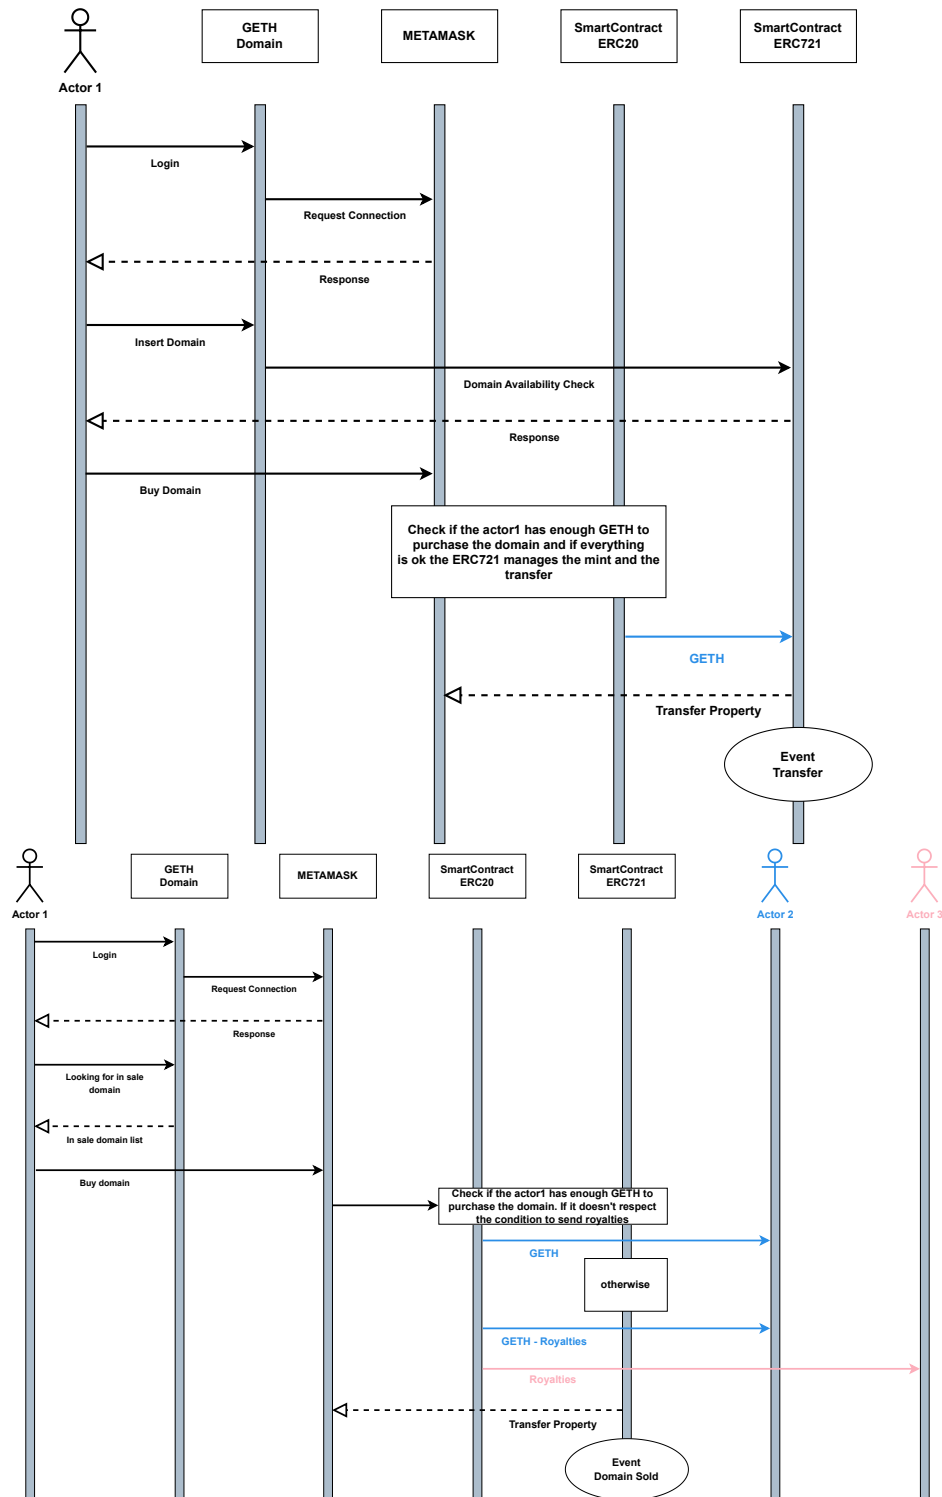 GETH
Domain
METAMASK
SmartContract
ERC20
SmartContract
ERC721
Actor 1
Login
Request Connection
Response
Insert Domain
Domain Availability Check
Response
Buy Domain
Check if the actor1 has enough GETH to
purchase the domain and if everything
is ok the ERC721 manages the mint and the
transfer
GETH
Transfer Property
Event
Transfer
GETH
Domain
METAMASK
SmartContract
ERC20
SmartContract
ERC721
Actor 1
Actor 2
Actor 3
Login
Request Connection
Response
Looking for in sale
domain
In sale domain list
Buy domain
Check if the actor1 has enough GETH to
purchase the domain. If it doesn't respect
the condition to send royalties
GETH
otherwise
GETH - Royalties
Royalties
Transfer Property
Event
Domain Sold